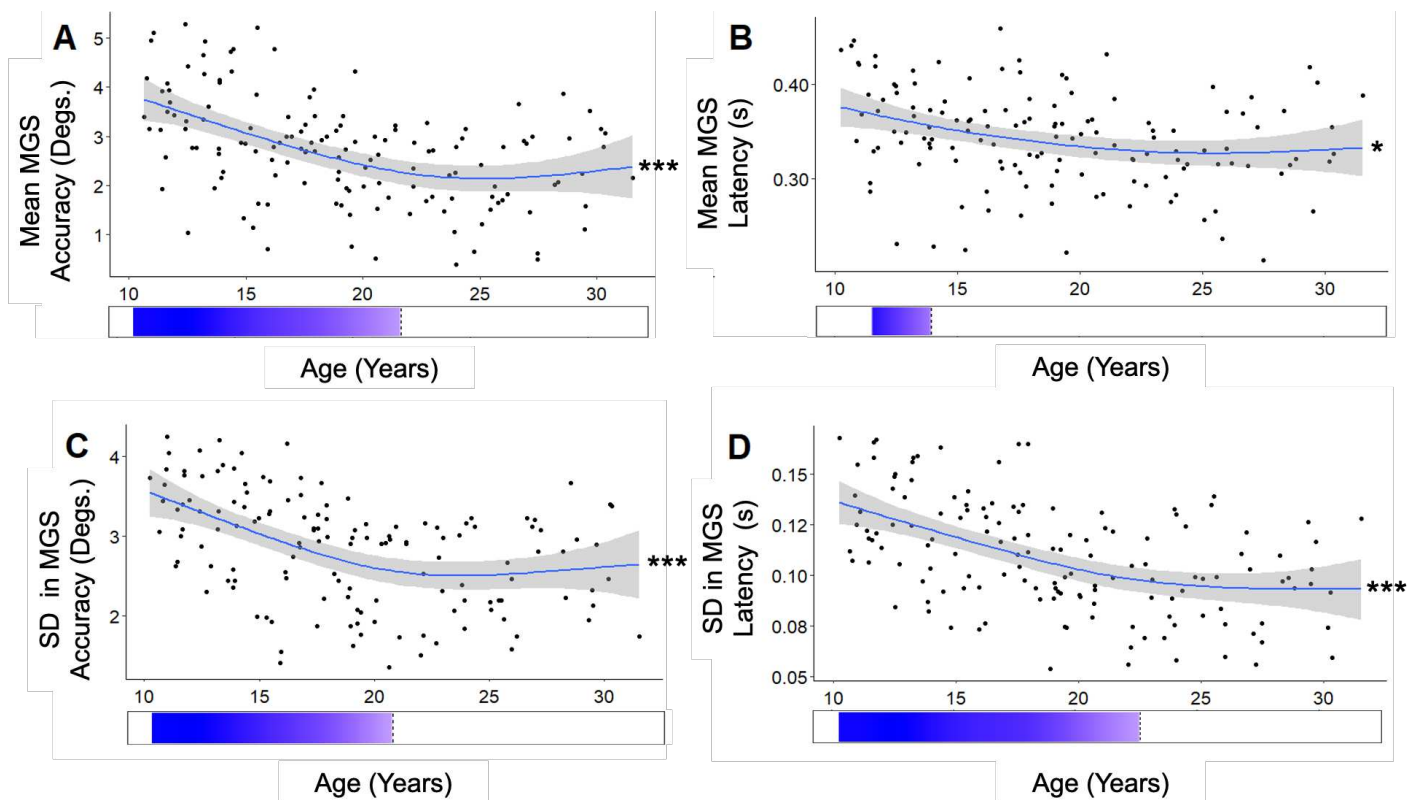 A
Mean MGS
Accuracy (Degs.)
5
4
3
2
1
***
10 15 20 25 30
Age (Years)
B
Mean MGS
Latency (s)
0.40
0.30
*
10 15 20 25 30
Age (Years)
C
SD in MGS
Accuracy (Degs.)
4
3
2
***
10 15 20 25 30
Age (Years)
D
SD in MGS
Latency (s)
0.15
0.12
0.10
0.08
0.05
***
10 15 20 25 30
Age (Years)